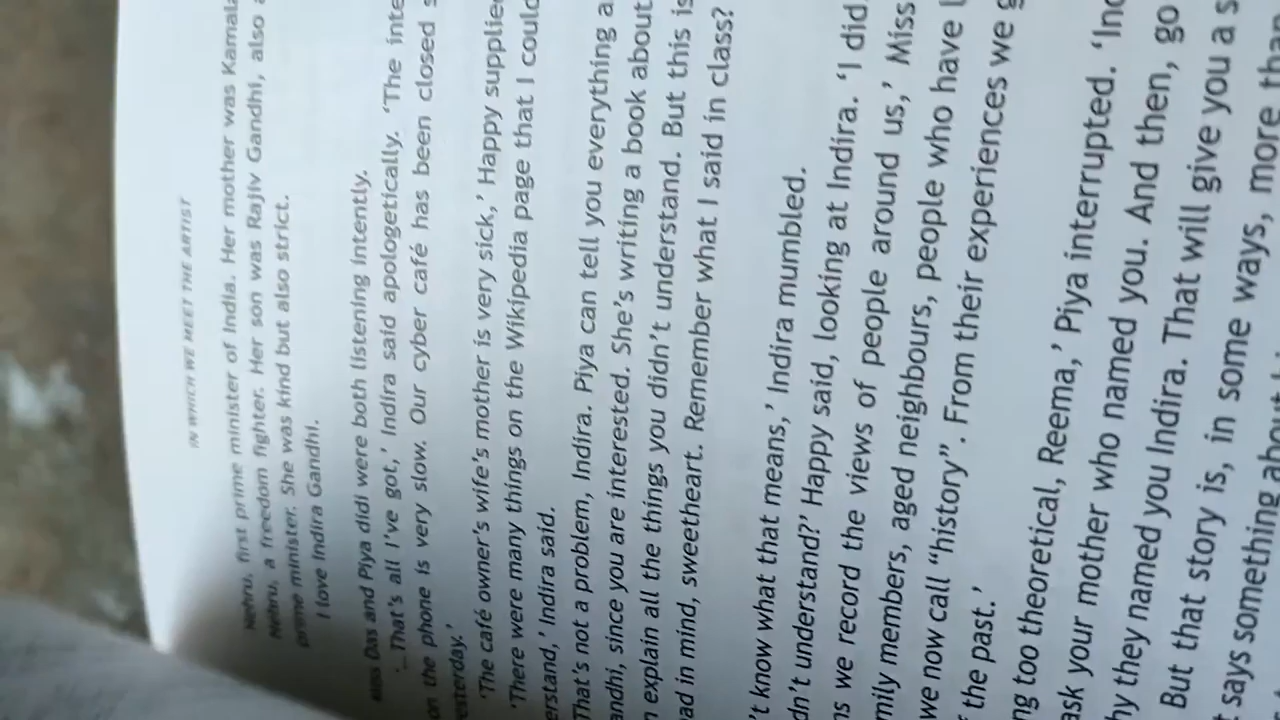 IN WHICH WE MEET THE ARTIST
Nehru, first prime minister of India. Her mother was Kamala
Nehru, a freedom fighter. Her son was Rajiv Gandhi, also a
prime minister. She was kind but also strict.
I love Indira Gandhi.
Miss Das and Piya didi were both listening intently.
'...That's all I've got,' Indira said apologetically. 'The inte
on the phone is very slow. Our cyber café has been closed s
yesterday.'
'The café owner's wife's mother is very sick,' Happy supplie
'There were many things on the Wikipedia page that I could
erstand,' Indira said.
That's not a problem, Indira. Piya can tell you everything a
andhi, since you are interested. She's writing a book about
n explain all the things you didn't understand. But this is
ad in mind, sweetheart. Remember what I said in class?
't know what that means,' Indira mumbled.
dn't understand?" Happy said, looking at Indira. 'I did,
ns we record the views of people around us,' Miss
mily members, aged neighbours, people who have l
we now call "history". From their experiences we g
f the past.'
ng too theoretical, Reema,' Piya interrupted. 'Ind
ask your mother who named you. And then, go
hy they named you Indira. That will give you a s
But that story is, in some ways, more than
t says something about